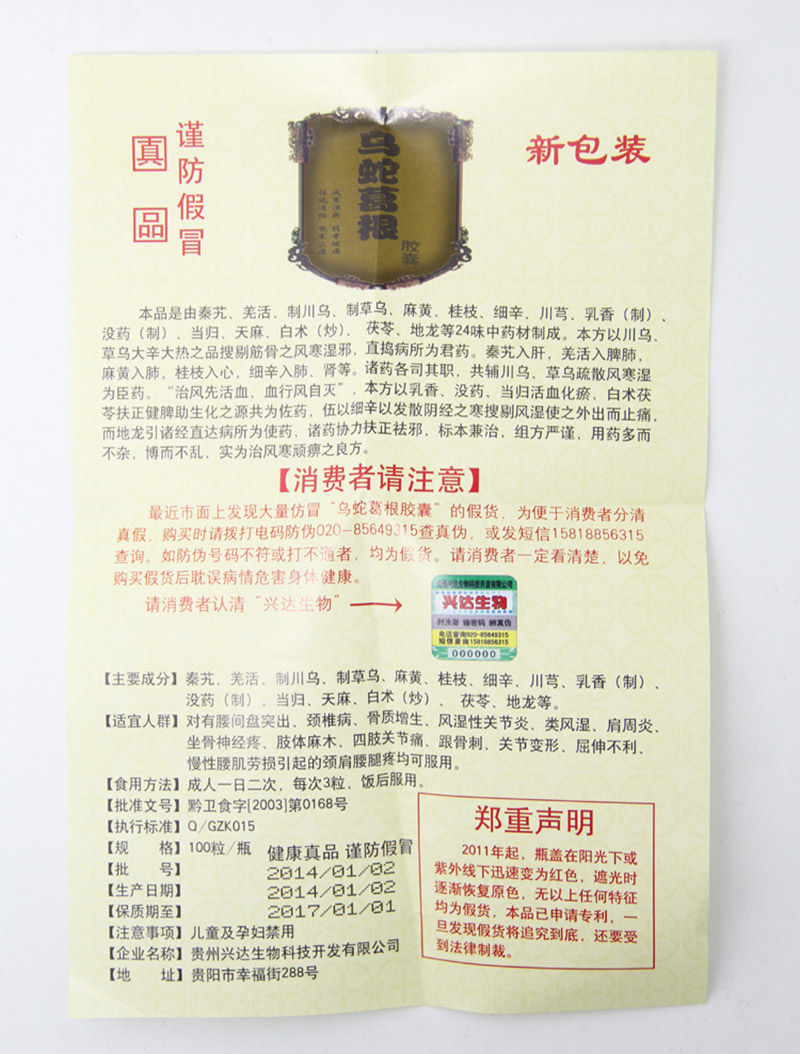 真品
谨防假冒
乌蛇葛根
胶囊
新包装
本品是由秦艽、羌活、制川乌、制草乌、麻黄、桂枝、细辛、川芎、乳香（制）、
没药（制）、当归、天麻、白术（炒）、茯苓、地龙等24味中药材制成。本方以川乌、
草乌大辛大热之品搜剔筋骨之风寒湿邪，直捣病所为君药。秦艽入肝，羌活入脾肺，
麻黄入肺，桂枝入心，细辛入肺、肾等。诸药各司其职，共辅川乌、草乌疏散风寒湿
为臣药。“治风先活血，血行风自灭”，本方以乳香、没药、当归活血化瘀，白术茯
苓扶正健脾助生化之源共为佐药，伍以细辛以发散阴经之寒搜剔风湿使之外出而止痛，
而地龙引诸经直达病所为使药，诸药协力扶正祛邪，标本兼治，组方严谨，用药多而
不杂，博而不乱，实为治风寒顽痹之良方。
【消费者请注意】
最近市面上发现大量仿冒“乌蛇葛根胶囊”的假货，为便于消费者分清
真假，购买时请拨打电码防伪020-85649315查真伪，或发短信15818856315
查询。如防伪号码不符或打不通者，均为假货。请消费者一定看清楚，以免
购买假货后耽误病情危害身体健康。
请消费者认清“兴达生物”
兴达生物
刮涂层 输密码 辨真伪
电话查询020-85649315
短信查询15818856315
000000
【主要成分】秦艽、羌活、制川乌、制草乌、麻黄、桂枝、细辛、川芎、乳香（制）、
没药（制）、当归、天麻、白术（炒）、茯苓、地龙等。
【适宜人群】对有腰间盘突出、颈椎病、骨质增生、风湿性关节炎、类风湿、肩周炎、
坐骨神经疼、肢体麻木、四肢关节痛、跟骨刺、关节变形、屈伸不利、
慢性腰肌劳损引起的颈肩腰腿疼均可服用。
【食用方法】成人一日二次，每次3粒，饭后服用。
【批准文号】黔卫食字[2003]第0168号
【执行标准】Q/GZK015
【规 格】100粒/瓶 健康真品 谨防假冒
【批 号】2014/01/02
【生产日期】2014/01/02
【保质期至】2017/01/01
【注意事项】儿童及孕妇禁用
【企业名称】贵州兴达生物科技开发有限公司
【地 址】贵阳市幸福街288号
郑重声明
2011年起，瓶盖在阳光下或
紫外线下迅速变为红色，遮光时
逐渐恢复原色，无以上任何特征
均为假货，本品已申请专利，一
旦发现假货将追究到底，还要受
到法律制裁。